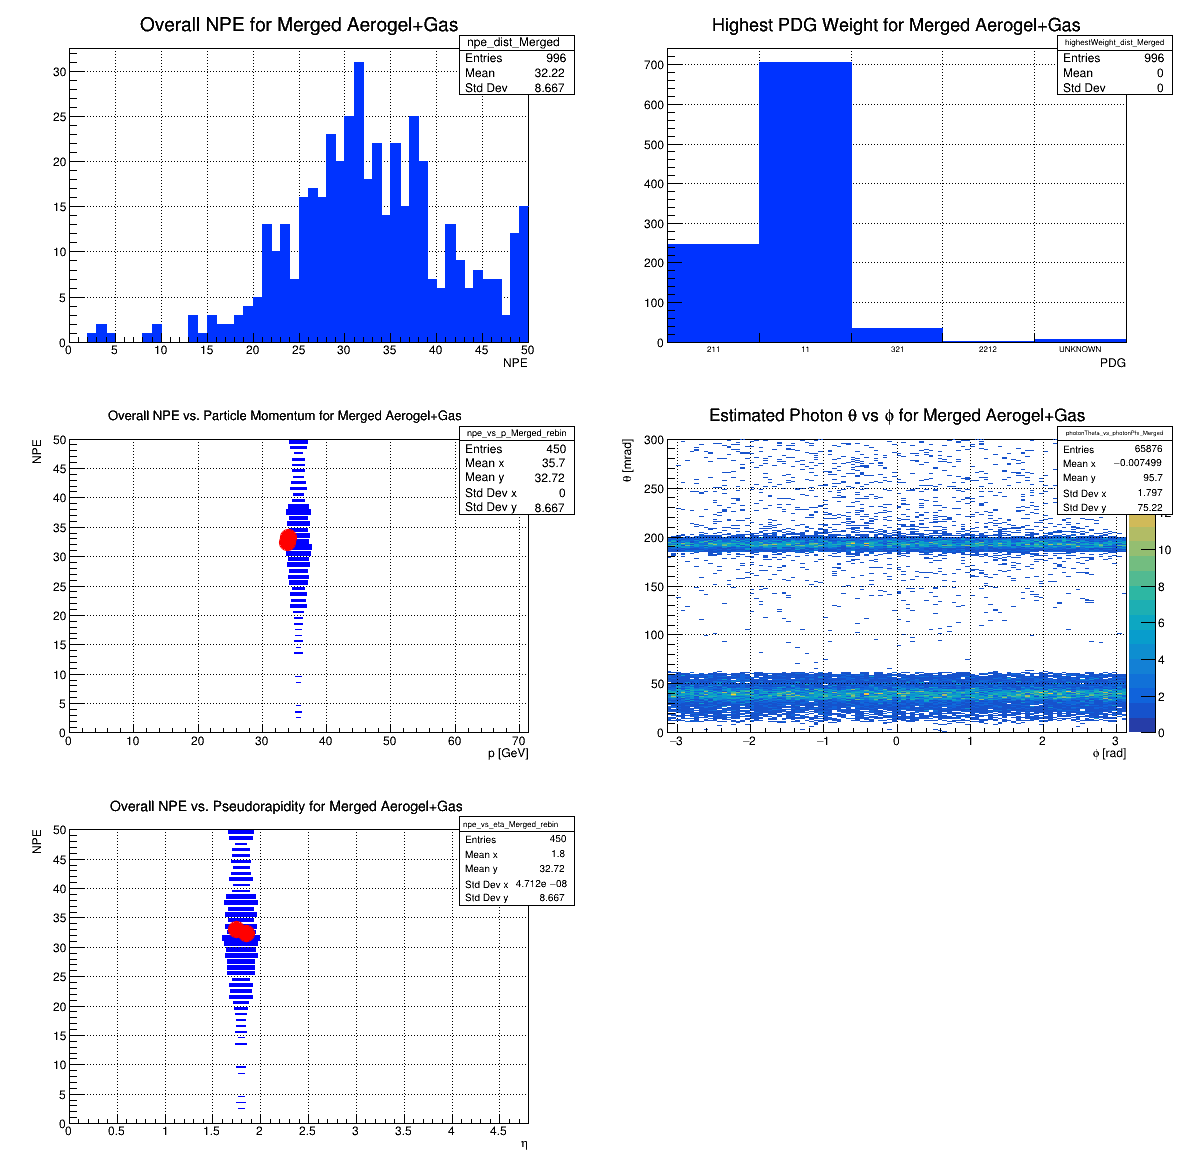 Overall NPE for Merged Aerogel+Gas
npe_dist_Merged
Entries 996
Mean 32.22
Std Dev 8.667
30
25
20
15
10
5
0
0 5 10 15 20 25 30 35 40 45 50
NPE
Highest PDG Weight for Merged Aerogel+Gas
highestWeight_dist_Merged
Entries 996
Mean 0
Std Dev 0
700
600
500
400
300
200
100
0
211 11 321 2212 UNKNOWN
PDG
Overall NPE vs. Particle Momentum for Merged Aerogel+Gas
npe_vs_p_Merged_rebin
Entries 450
Mean x 35.7
Mean y 32.72
Std Dev x 0
Std Dev y 8.667
NPE
50
45
40
35
30
25
20
15
10
5
0
0 10 20 30 40 50 60 70
p [GeV]
Estimated Photon θ vs ϕ for Merged Aerogel+Gas
photonTheta_vs_photonPhi_Merged
Entries 65876
Mean x −0.007499
Mean y 95.7
Std Dev x 1.797
Std Dev y 75.22
θ [mrad]
300
250
200
150
100
50
0
−3 −2 −1 0 1 2 3
ϕ [rad]
10
8
6
4
2
0
Overall NPE vs. Pseudorapidity for Merged Aerogel+Gas
npe_vs_eta_Merged_rebin
Entries 450
Mean x 1.8
Mean y 32.72
Std Dev x 4.712e −08
Std Dev y 8.667
NPE
50
45
40
35
30
25
20
15
10
5
0
0 0.5 1 1.5 2 2.5 3 3.5 4 4.5
η